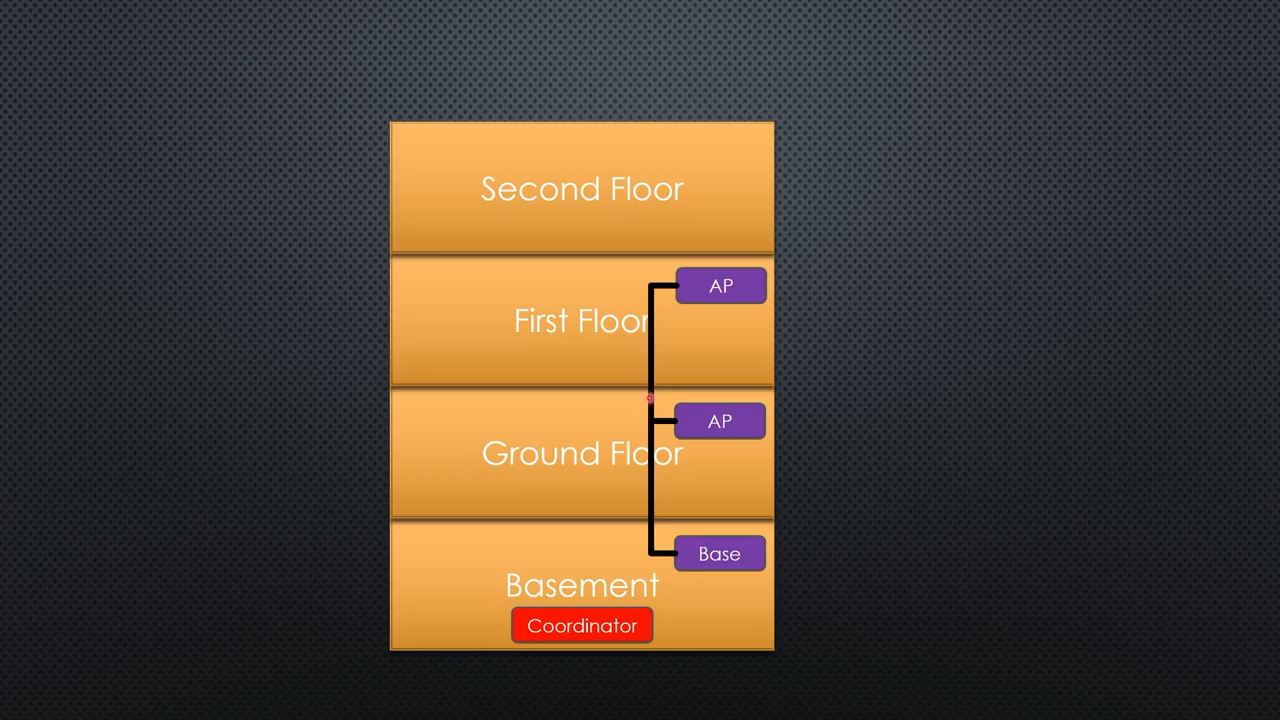 Second Floor
AP
First Floor
AP
Ground Floor
Base
Basement
Coordinator